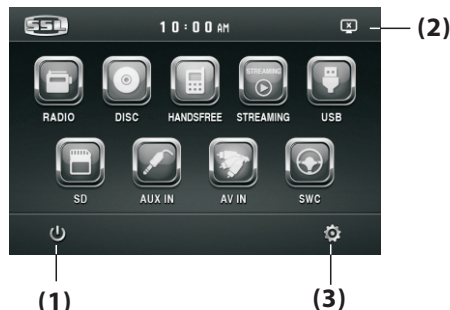 SSL 10:00 AM (2)
STREAMING
RADIO DISC HANDSFREE STREAMING USB
SD AUX IN AV IN SWC
(1) (3)